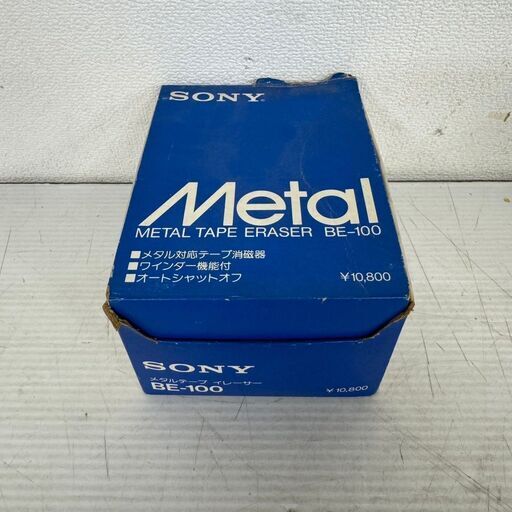 SONY
Metal
METAL TAPE ERASER BE-100
■メタル対応テープ消磁器
■ワインダー機能付
■オートシャットオフ
¥10,800
SONY
メタルテープ イレーサー
BE-100
¥10,800